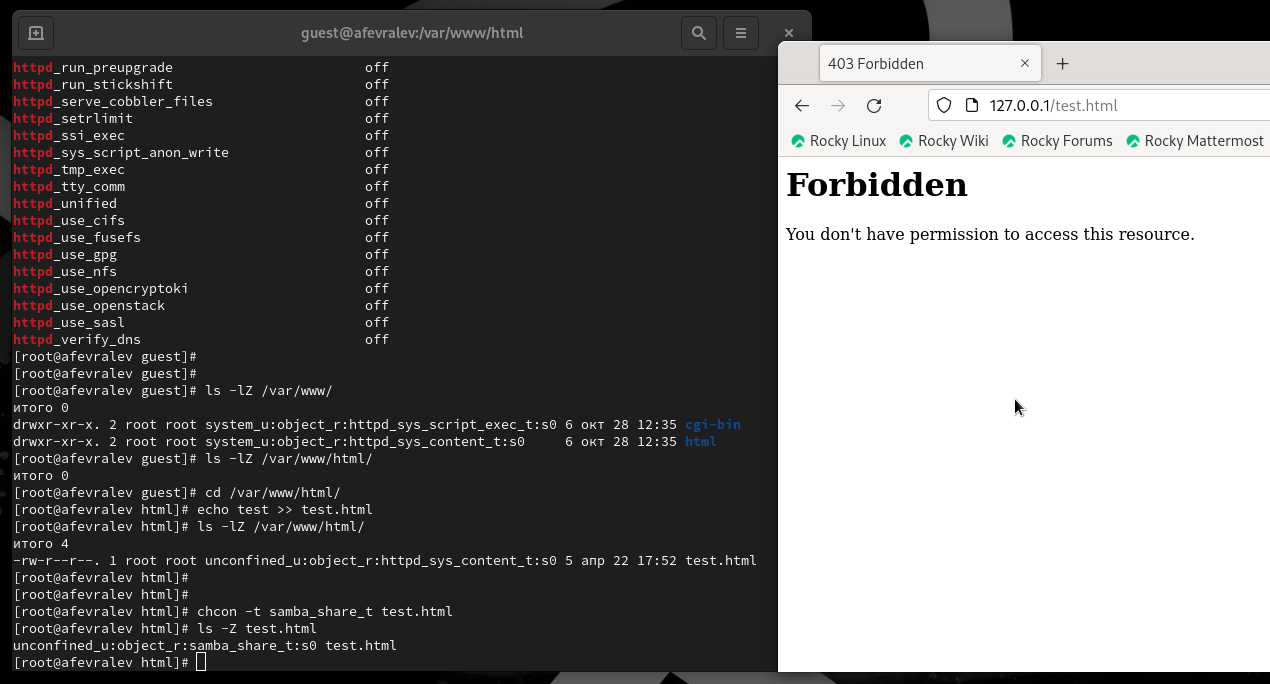 guest@afevralev:/var/www/html
httpd_run_preupgrade off
httpd_run_stickshift off
httpd_serve_cobbler_files off
httpd_setrlimit off
httpd_ssi_exec off
httpd_sys_script_anon_write off
httpd_tmp_exec off
httpd_tty_comm off
httpd_unified off
httpd_use_cifs off
httpd_use_fusefs off
httpd_use_gpg off
httpd_use_nfs off
httpd_use_opencryptoki off
httpd_use_openstack off
httpd_use_sasl off
httpd_verify_dns off
[root@afevralev guest]#
[root@afevralev guest]#
[root@afevralev guest]# ls -lZ /var/www/
итого 0
drwxr-xr-x. 2 root root system_u:object_r:httpd_sys_script_exec_t:s0 6 окт 28 12:35 cgi-bin
drwxr-xr-x. 2 root root system_u:object_r:httpd_sys_content_t:s0 6 окт 28 12:35 html
[root@afevralev guest]# ls -lZ /var/www/html/
итого 0
[root@afevralev guest]# cd /var/www/html/
[root@afevralev html]# echo test >> test.html
[root@afevralev html]# ls -lZ /var/www/html/
итого 4
-rw-r--r--. 1 root root unconfined_u:object_r:httpd_sys_content_t:s0 5 апр 22 17:52 test.html
[root@afevralev html]#
[root@afevralev html]#
[root@afevralev html]# chcon -t samba_share_t test.html
[root@afevralev html]# ls -Z test.html
unconfined_u:object_r:samba_share_t:s0 test.html
[root@afevralev html]#
403 Forbidden
127.0.0.1/test.html
Rocky Linux Rocky Wiki Rocky Forums Rocky Mattermost
Forbidden
You don't have permission to access this resource.